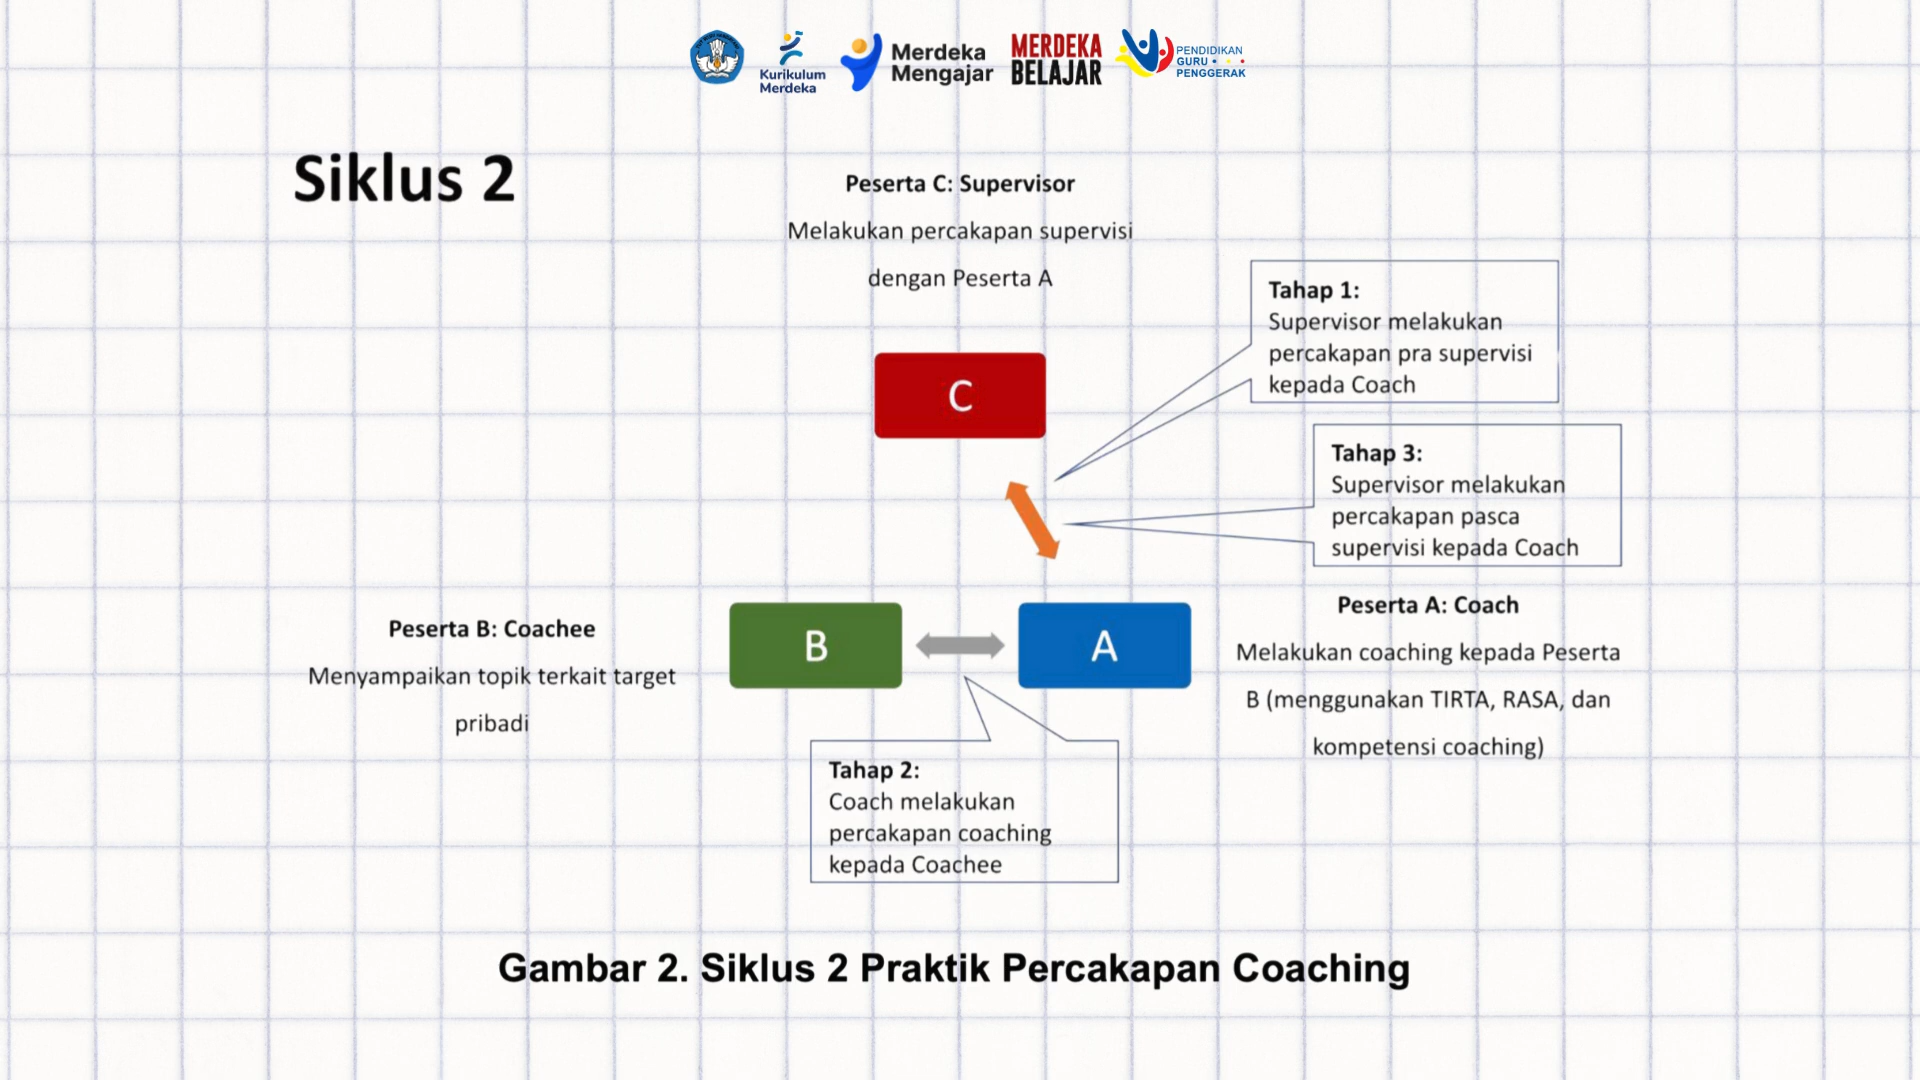 Kurikulum
Merdeka
Merdeka
Mengajar
MERDEKA
BELAJAR
PENDIDIKAN
GURU
PENGGERAK
Siklus 2
Peserta C: Supervisor
Melakukan percakapan supervisi
dengan Peserta A
Tahap 1:
Supervisor melakukan
percakapan pra supervisi
kepada Coach
C
Tahap 3:
Supervisor melakukan
percakapan pasca
supervisi kepada Coach
Peserta B: Coachee
Menyampaikan topik terkait target
pribadi
B
A
Peserta A: Coach
Melakukan coaching kepada Peserta
B (menggunakan TIRTA, RASA, dan
kompetensi coaching)
Tahap 2:
Coach melakukan
percakapan coaching
kepada Coachee
Gambar 2. Siklus 2 Praktik Percakapan Coaching